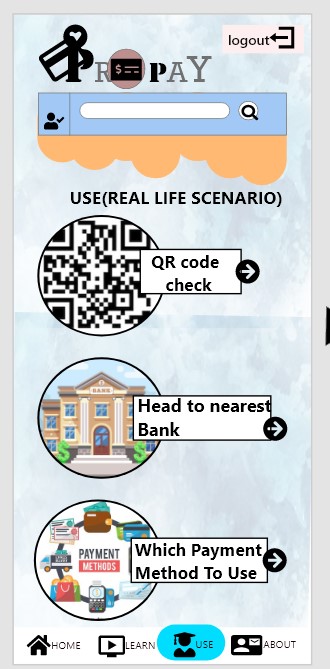 logout
PROPAY
USE(REAL LIFE SCENARIO)
QR code
check
BANK
Head to nearest
Bank
PAYMENT
METHODS
Which Payment
Method To Use
HOME
LEARN
USE
ABOUT